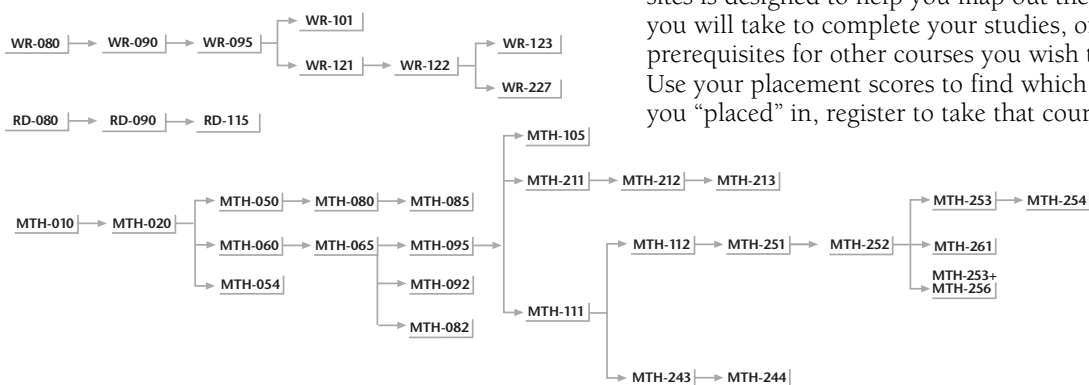 sites is designed to help you map out the
you will take to complete your studies, o
prerequisites for other courses you wish t
Use your placement scores to find which
you “placed” in, register to take that cour
WR-101
WR-080 WR-090 WR-095 WR-123
WR-121 WR-122
WR-227
RD-080 RD-090 RD-115
MTH-105
MTH-211 MTH-212 MTH-213
MTH-050 MTH-080 MTH-085 MTH-253 MTH-254
MTH-010 MTH-020
MTH-060 MTH-065 MTH-095 MTH-112 MTH-251 MTH-252 MTH-261
MTH-054 MTH-092 MTH-253+
MTH-256
MTH-111
MTH-082
MTH-243 MTH-244